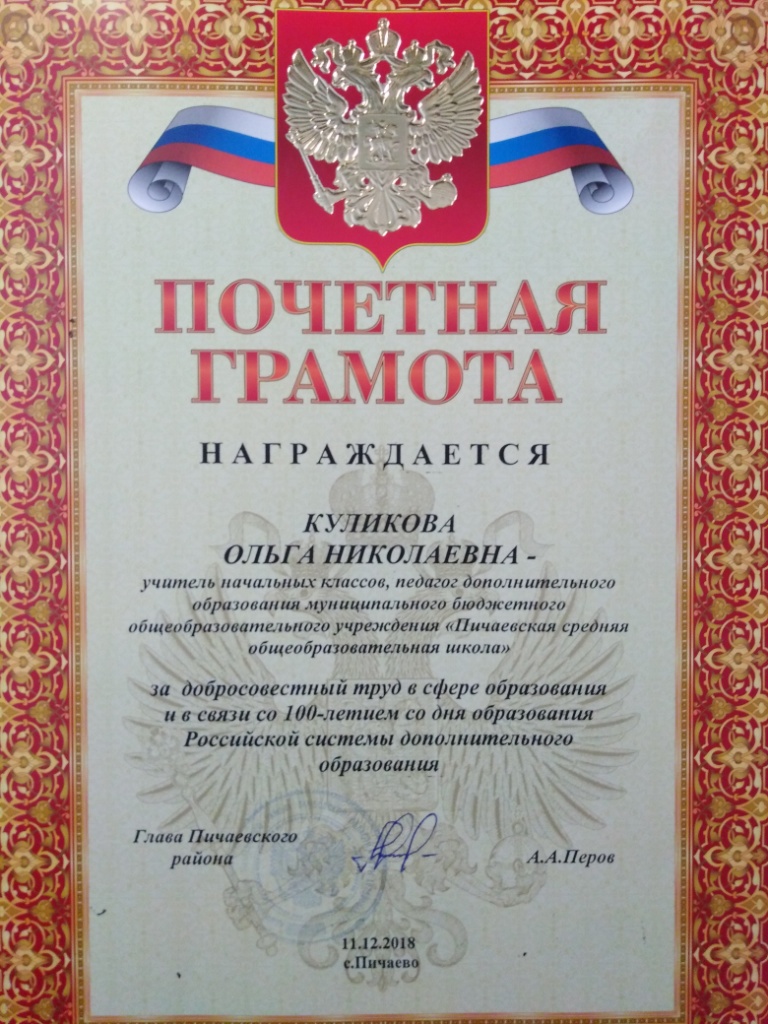 ПОЧЕТНАЯ
ГРАМОТА
НАГРАЖДАЕТСЯ
КУЛИКОВА
ОЛЬГА НИКОЛАЕВНА -
учитель начальных классов, педагог дополнительного
образования муниципального бюджетного
общеобразовательного учреждения «Пичаевская средняя
общеобразовательная школа»
за добросовестный труд в сфере образования
и в связи со 100-летием со дня образования
Российской системы дополнительного
образования
Глава Пичаевского
района
А.А.Перов
11.12.2018
с.Пичаево